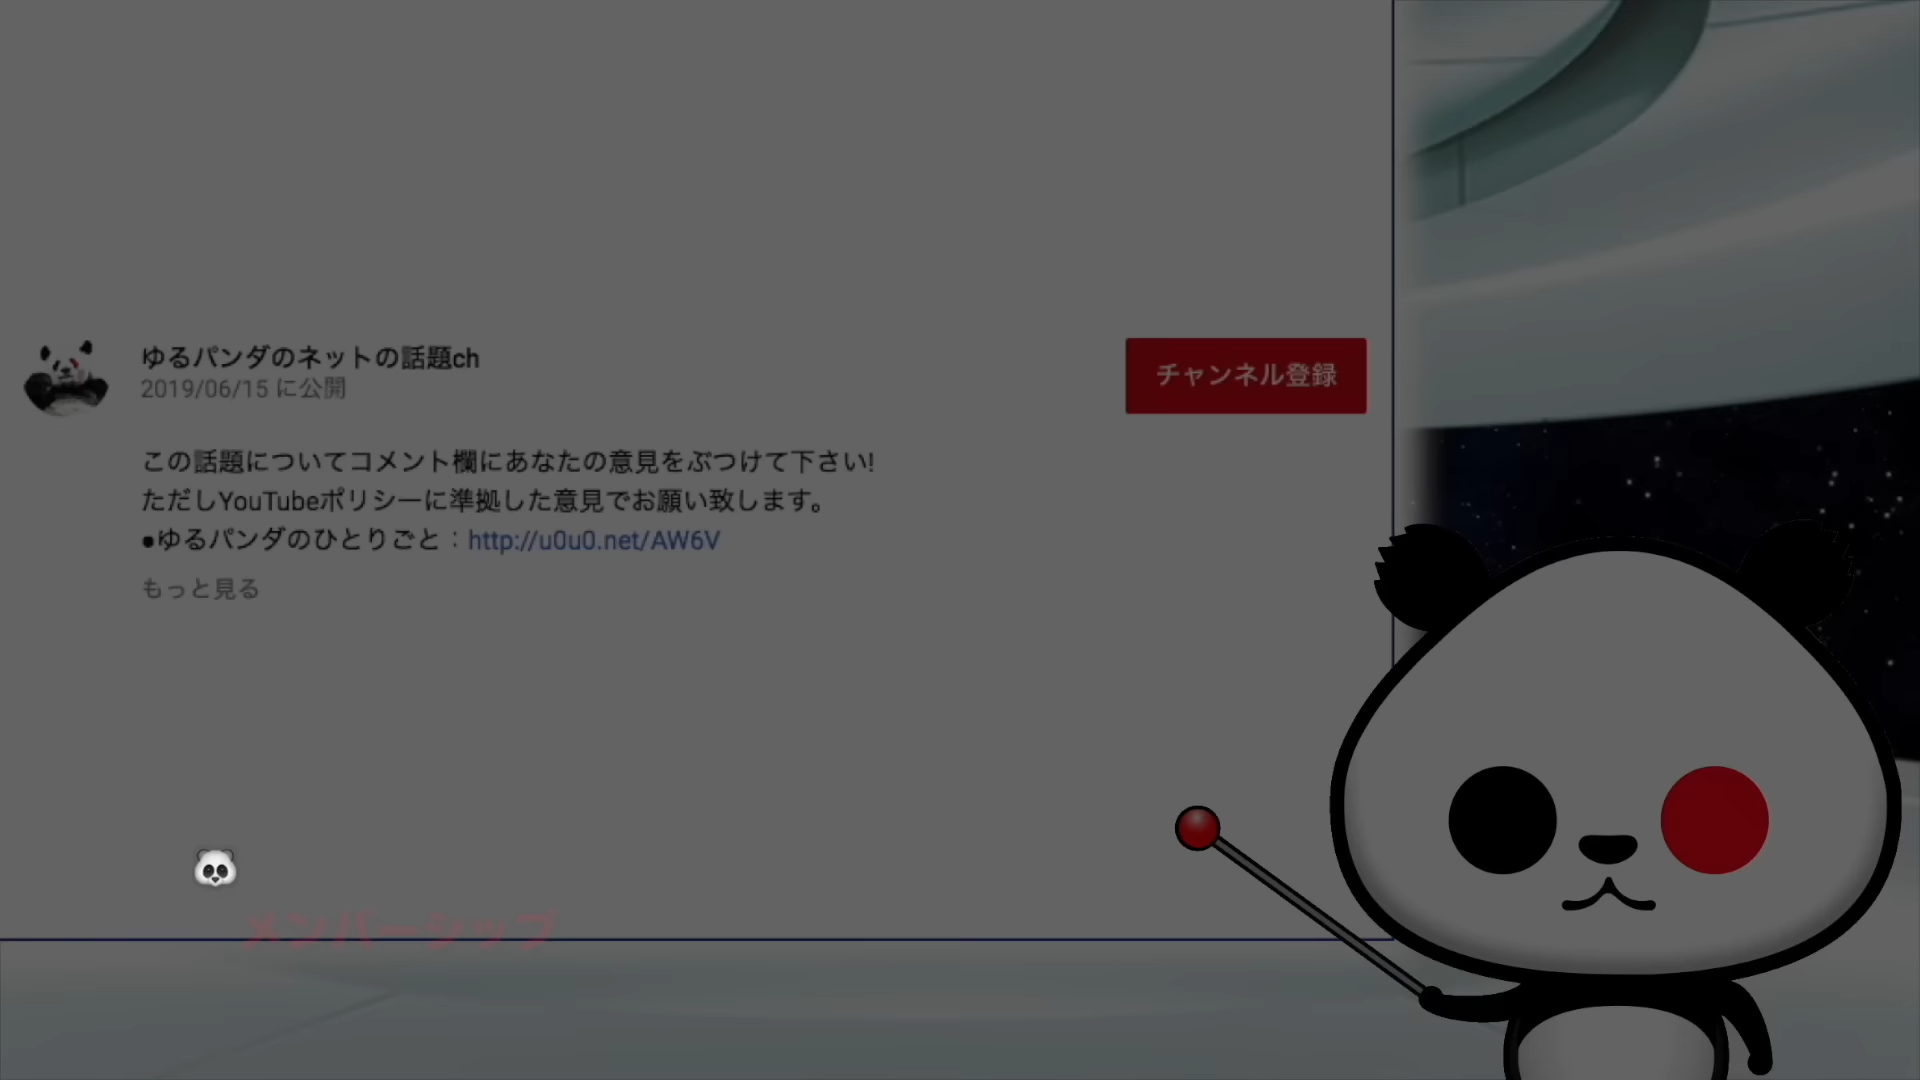 ゆるパンダのネットの話題ch
2019/06/15 に公開
チャンネル登録
この話題についてコメント欄にあなたの意見をぶつけて下さい!
ただしYouTubeポリシーに準拠した意見でお願い致します。
●ゆるパンダのひとりごと：http://u0u0.net/AW6V
もっと見る
メンバーシップ